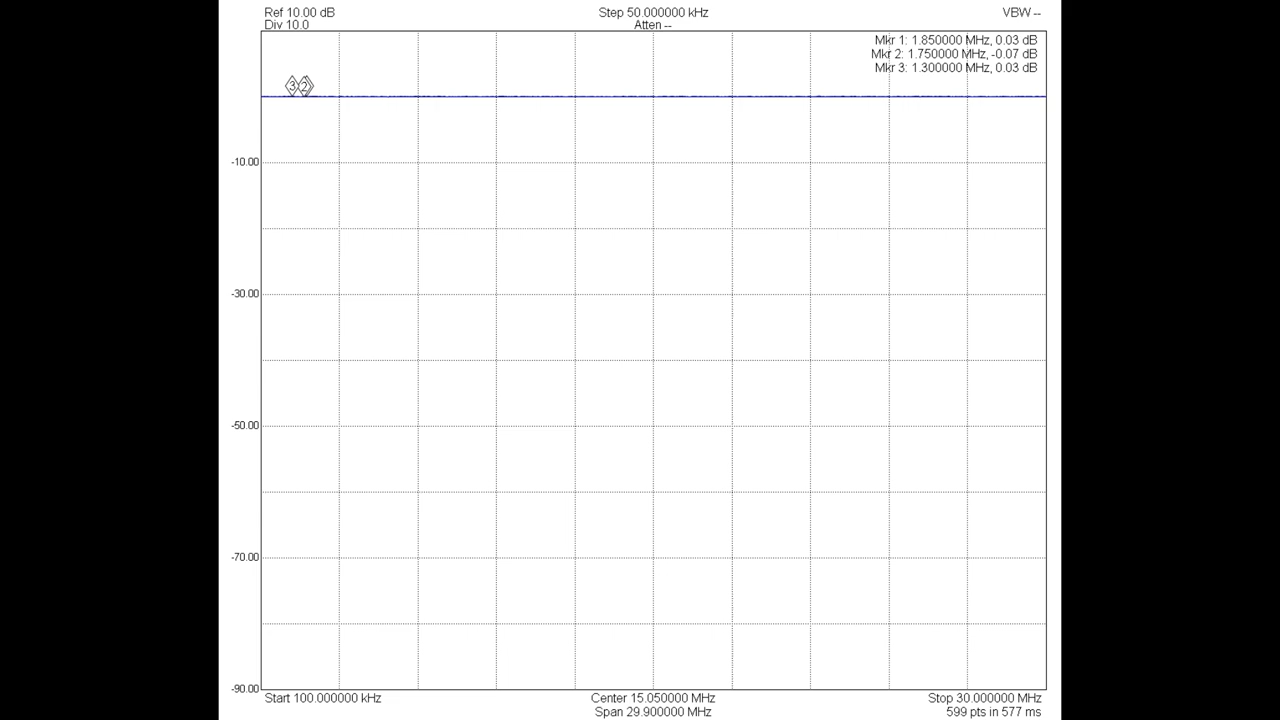 Ref 10.00 dB Step 50.000000 kHz VBW --
Div 10.0 Atten --
Mkr 1: 1.850000 MHz, 0.03 dB
Mkr 2: 1.750000 MHz, -0.07 dB
Mkr 3: 1.300000 MHz, 0.03 dB
3 2
-10.00
-30.00
-50.00
-70.00
-90.00
Start 100.000000 kHz Center 15.050000 MHz Stop 30.000000 MHz
Span 29.900000 MHz 599 pts in 577 ms